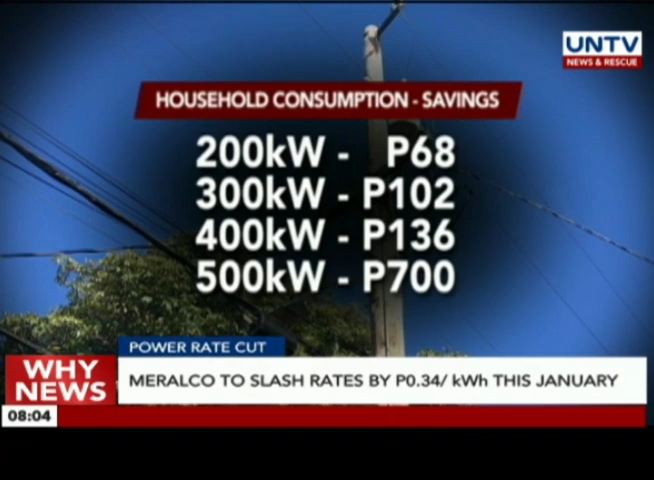 UNTV
NEWS & RESCUE
HOUSEHOLD CONSUMPTION - SAVINGS
200kW - P68
300kW - P102
400kW - P136
500kW - P700
POWER RATE CUT
WHY
NEWS
MERALCO TO SLASH RATES BY P0.34/ kWh THIS JANUARY
08:04